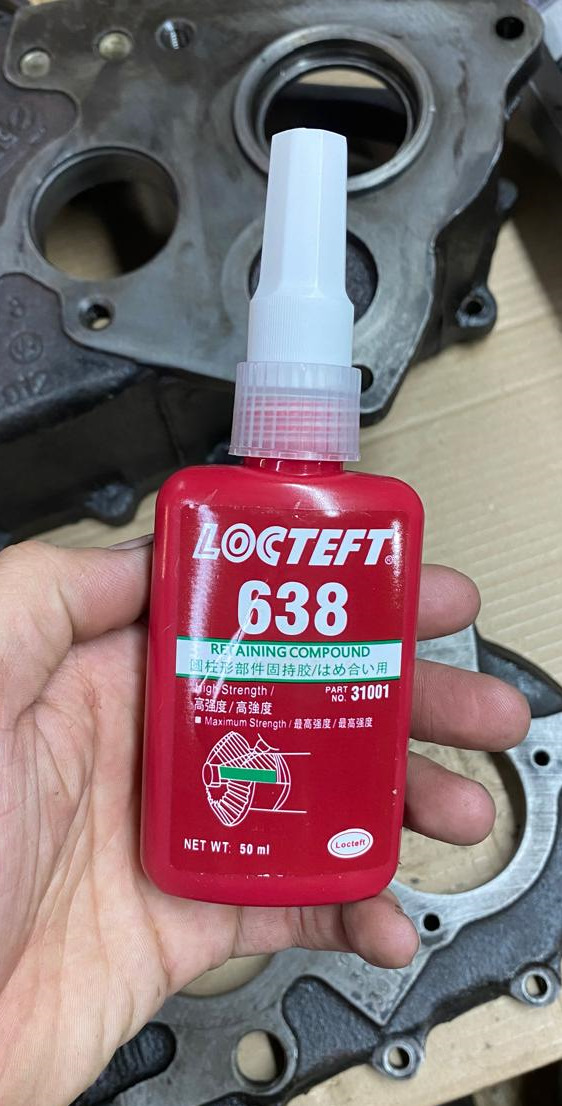 LOCTEFT®
638
RETAINING COMPOUND
圆柱形部件固持胶/はめ合い用
High Strength /
高强度/高強度
PART NO. 31001
■ Maximum Strength / 最高强度/最高強度
NET WT: 50 ml
Locteft